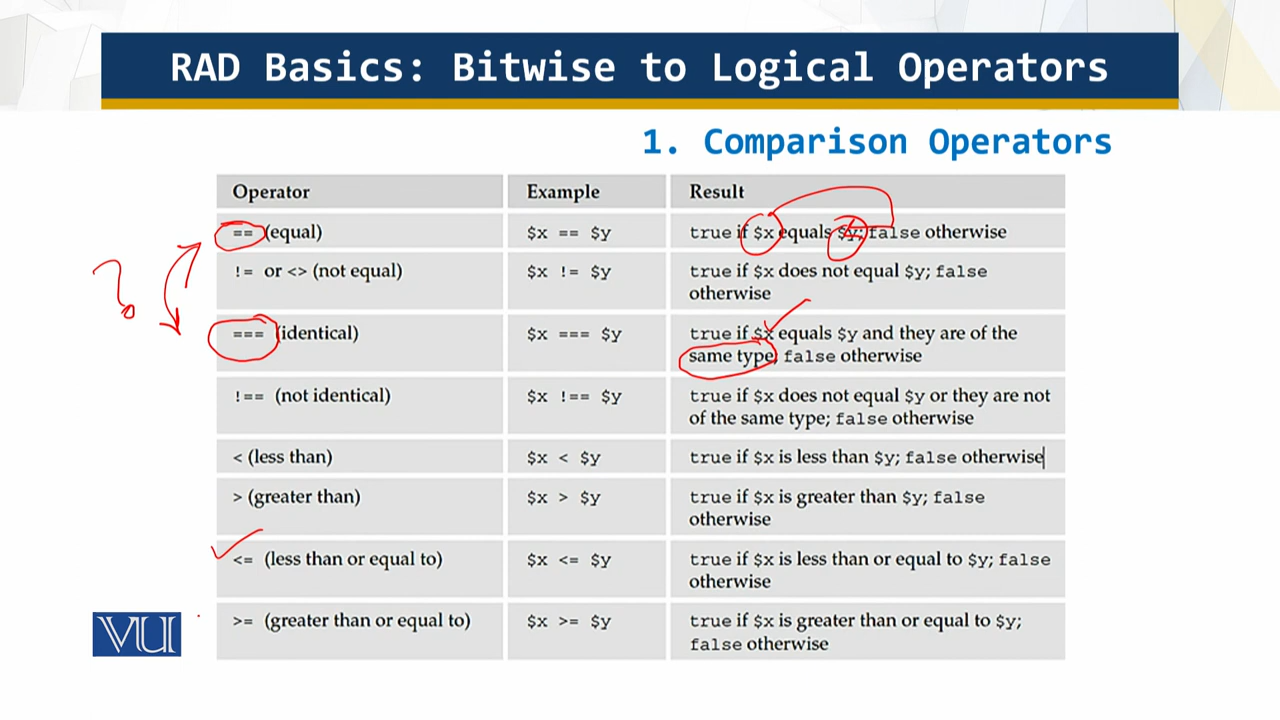 RAD Basics: Bitwise to Logical Operators
1. Comparison Operators
Operator Example Result
== (equal) $x == $y true if $x equals $y; false otherwise
!= or <> (not equal) $x != $y true if $x does not equal $y; false
otherwise
=== (identical) $x === $y true if $x equals $y and they are of the
same type; false otherwise
!== (not identical) $x !== $y true if $x does not equal $y or they are not
of the same type; false otherwise
< (less than) $x < $y true if $x is less than $y; false otherwise
> (greater than) $x > $y true if $x is greater than $y; false
otherwise
<= (less than or equal to) $x <= $y true if $x is less than or equal to $y; false
otherwise
>= (greater than or equal to) $x >= $y true if $x is greater than or equal to $y;
false otherwise
VU
?